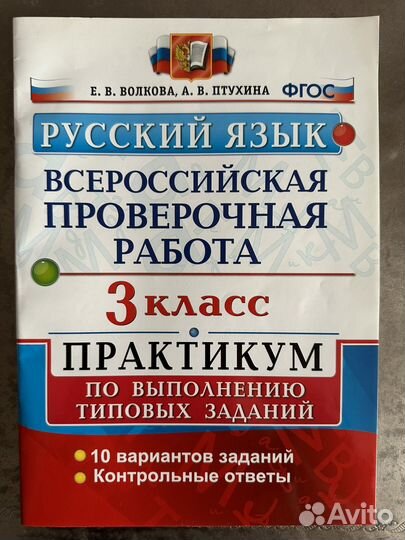 Е. В. ВОЛКОВА, А. В. ПТУХИНА ФГОС
РУССКИЙ ЯЗЫК
ВСЕРОССИЙСКАЯ
ПРОВЕРОЧНАЯ
РАБОТА
3 КЛАСС
ПРАКТИКУМ
ПО ВЫПОЛНЕНИЮ
ТИПОВЫХ ЗАДАНИЙ
10 вариантов заданий
Контрольные ответы
Avito